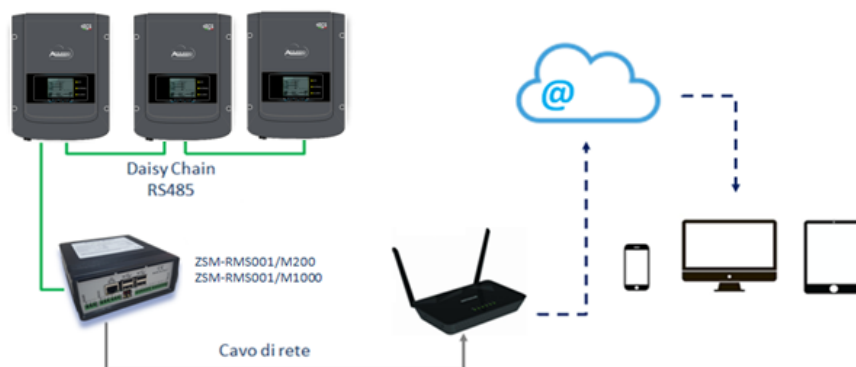 Daisy Chain
RS485
ZSM-RMS001/M200
ZSM-RMS001/M1000
Cavo di rete
@